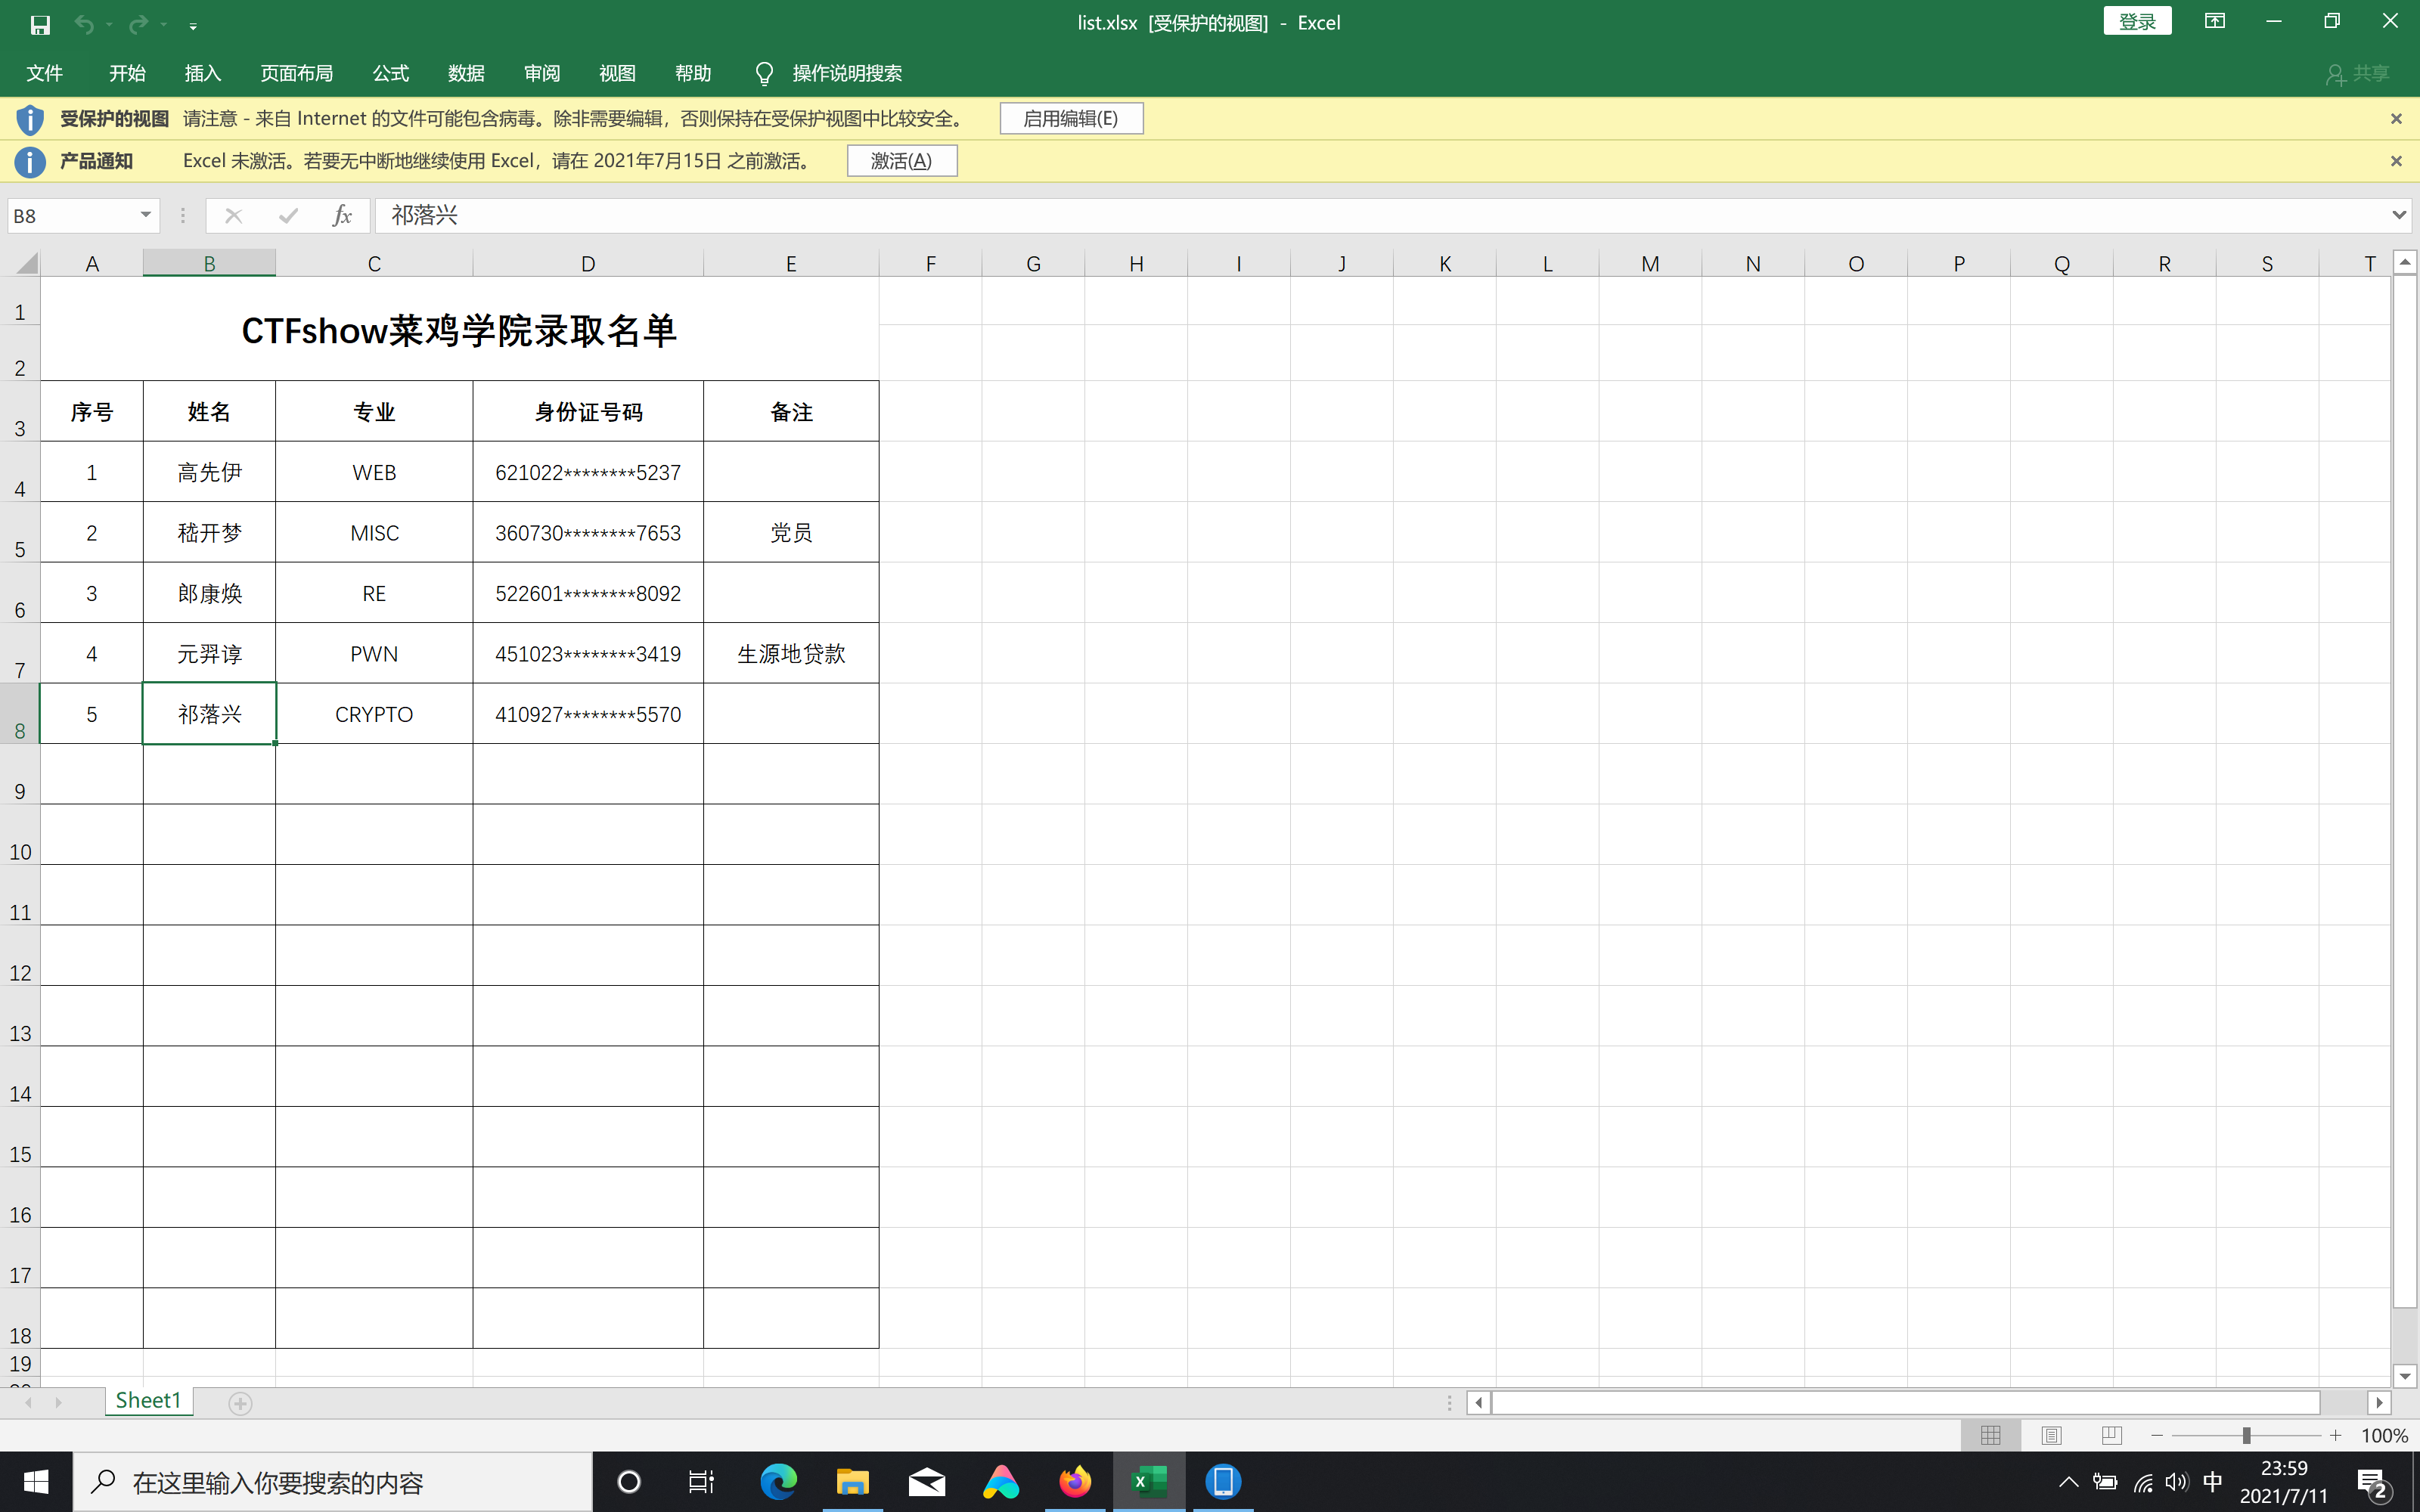 list.xlsx [受保护的视图] - Excel
登录
文件 开始 插入 页面布局 公式 数据 审阅 视图 帮助 操作说明搜索 共享
受保护的视图 请注意 - 来自 Internet 的文件可能包含病毒。除非需要编辑，否则保持在受保护视图中比较安全。 启用编辑(E)
产品通知 Excel 未激活。若要无中断地继续使用 Excel，请在 2021年7月15日 之前激活。 激活(A)
B8 fx 祁落兴
A B C D E F G H I J K L M N O P Q R S T
1
CTFshow菜鸡学院录取名单
2
3 序号 姓名 专业 身份证号码 备注
4 1 高先伊 WEB 621022********5237
5 2 嵇开梦 MISC 360730********7653 党员
6 3 郎康焕 RE 522601********8092
7 4 元羿谆 PWN 451023********3419 生源地贷款
8 5 祁落兴 CRYPTO 410927********5570
9
10
11
12
13
14
15
16
17
18
19
Sheet1
100%
在这里输入你要搜索的内容
中
23:59
2021/7/11
2